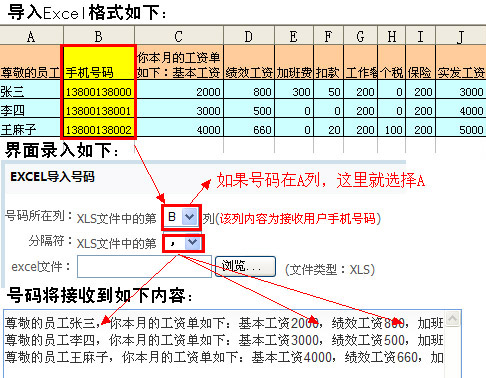 导入Excel格式如下：
A B C D E F G H I J
你本月的工资单
尊敬的员工 手机号码 如下：基本工资 绩效工资 加班费 扣款 工作餐 个税 保险 实发工资
张三 13800138000 2000 800 300 50 200 0 200 3000
李四 13800138001 3000 500 0 0 200 0 200 4000
王麻子 13800138002 4000 660 0 20 200 100 200 5000
界面录入如下：
EXCEL导入号码
如果号码在A列，这里就选择A
号码所在列：XLS文件中的第 B 列(该列内容为接收用户手机号码)
分隔符：XLS文件中的第 ，
excel文件： 浏览... (文件类型：XLS)
号码将接收到如下内容：
尊敬的员工张三，你本月的工资单如下：基本工资2000，绩效工资800，加班
尊敬的员工李四，你本月的工资单如下：基本工资3000，绩效工资500，加班
尊敬的员工王麻子，你本月的工资单如下：基本工资4000，绩效工资660，加